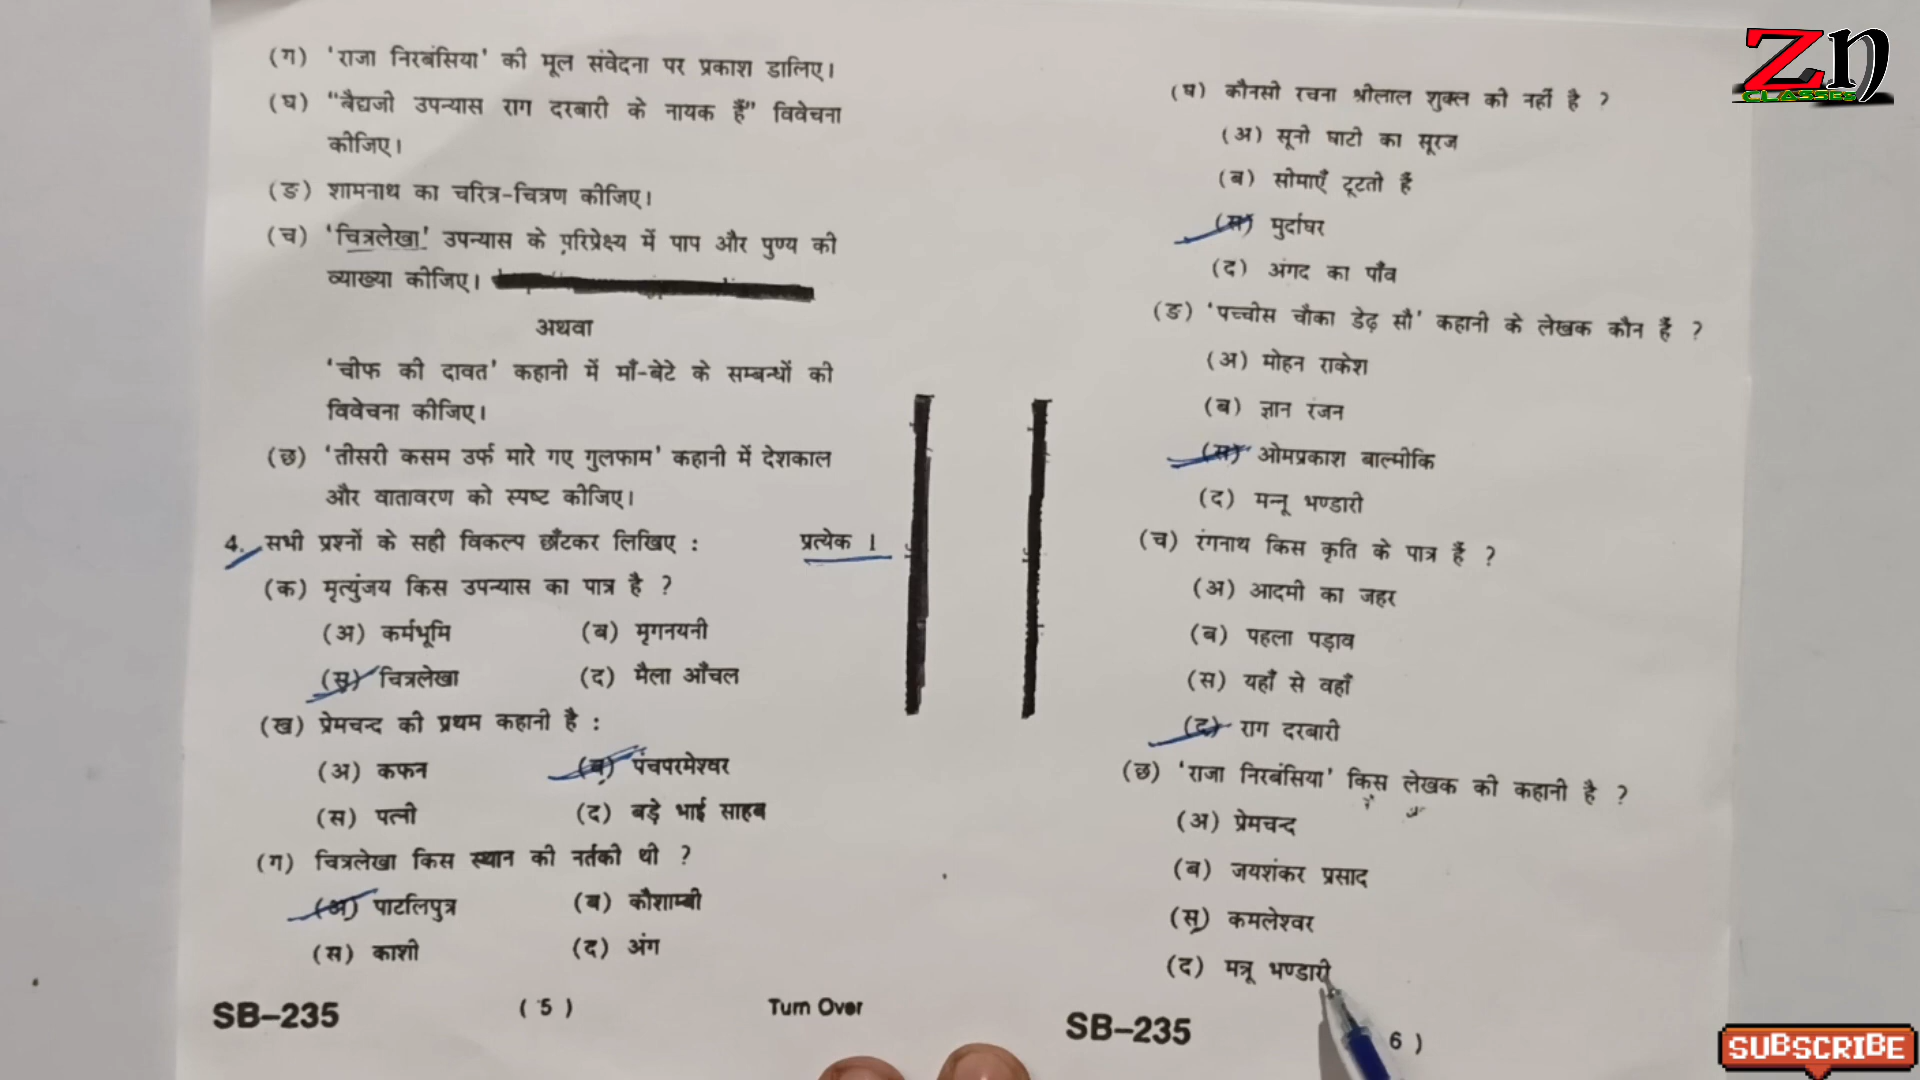 (ग) 'राजा निरबंसिया' की मूल संवेदना पर प्रकाश डालिए।
(घ) "बैद्यजी उपन्यास राग दरबारी के नायक हैं" विवेचना
कीजिए।
(ङ) शामनाथ का चरित्र-चित्रण कीजिए।
(च) 'चित्रलेखा' उपन्यास के परिप्रेक्ष्य में पाप और पुण्य की
व्याख्या कीजिए।
अथवा
'चीफ की दावत' कहानी में माँ-बेटे के सम्बन्धों की
विवेचना कीजिए।
(छ) 'तीसरी कसम उर्फ मारे गए गुलफाम' कहानी में देशकाल
और वातावरण को स्पष्ट कीजिए।
4. सभी प्रश्नों के सही विकल्प छाँटकर लिखिए : प्रत्येक 1
(क) मृत्युंजय किस उपन्यास का पात्र है ?
(अ) कर्मभूमि (ब) मृगनयनी
(स) चित्रलेखा (द) मैला आँचल
(ख) प्रेमचन्द की प्रथम कहानी है :
(अ) कफन (ब) पंचपरमेश्वर
(स) पत्नी (द) बड़े भाई साहब
(ग) चित्रलेखा किस स्थान की नर्तकी थी ?
(अ) पाटलिपुत्र (ब) कौशाम्बी
(स) काशी (द) अंग
SB-235 ( 5 ) Turn Over
(घ) कौनसी रचना श्रीलाल शुक्ल की नहीं है ?
(अ) सूनी घाटी का सूरज
(ब) सीमाएँ टूटती हैं
(स) मुर्दाघर
(द) अंगद का पाँव
(ङ) 'पच्चीस चौका डेढ़ सौ' कहानी के लेखक कौन हैं ?
(अ) मोहन राकेश
(ब) ज्ञान रंजन
(स) ओमप्रकाश बाल्मीकि
(द) मन्नू भण्डारी
(च) रंगनाथ किस कृति के पात्र हैं ?
(अ) आदमी का जहर
(ब) पहला पड़ाव
(स) यहाँ से वहाँ
(द) राग दरबारी
(छ) 'राजा निरबंसिया' किस लेखक की कहानी है ?
(अ) प्रेमचन्द
(ब) जयशंकर प्रसाद
(स) कमलेश्वर
(द) मन्नू भण्डारी
SB-235 6 )
Zn
CLASSES
SUBSCRIBE